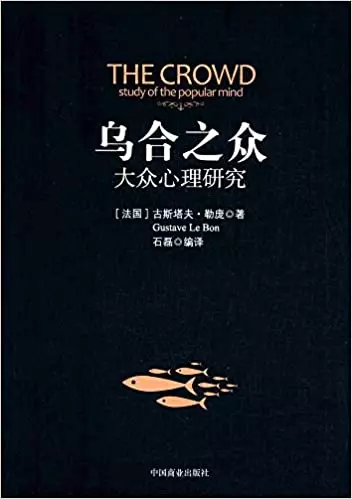 THE CROWD
study of the popular mind
乌合之众
大众心理研究
［法国］古斯塔夫·勒庞◎著
Gustave Le Bon
石磊◎编译
中国商业出版社